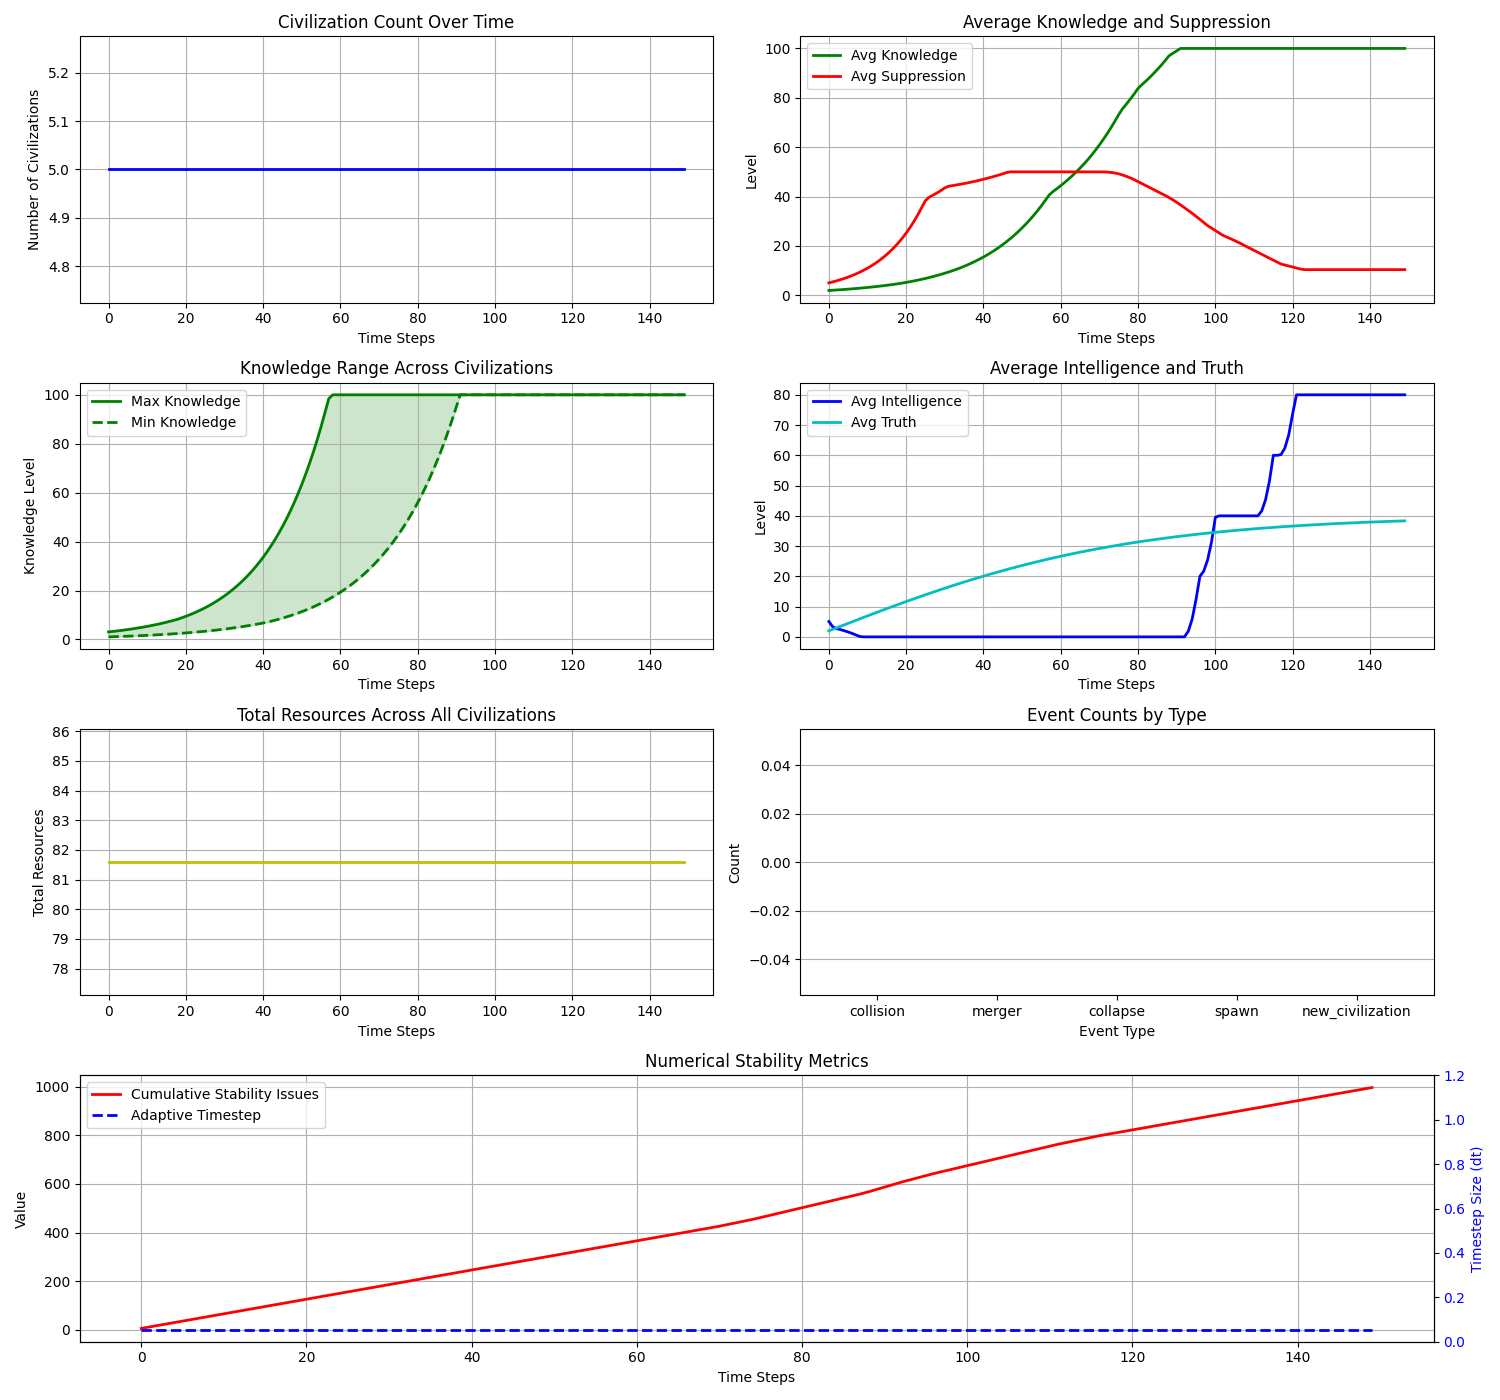 Civilization Count Over Time
Number of Civilizations
5.2
5.1
5.0
4.9
4.8
0 20 40 60 80 100 120 140
Time Steps
Average Knowledge and Suppression
Avg Knowledge
Avg Suppression
Level
100
80
60
40
20
0
0 20 40 60 80 100 120 140
Time Steps
Knowledge Range Across Civilizations
Max Knowledge
Min Knowledge
Knowledge Level
100
80
60
40
20
0
0 20 40 60 80 100 120 140
Time Steps
Average Intelligence and Truth
Avg Intelligence
Avg Truth
Level
80
70
60
50
40
30
20
10
0
0 20 40 60 80 100 120 140
Time Steps
Total Resources Across All Civilizations
Total Resources
86
85
84
83
82
81
80
79
78
0 20 40 60 80 100 120 140
Time Steps
Event Counts by Type
Count
0.04
0.02
0.00
−0.02
−0.04
collision merger collapse spawn new_civilization
Event Type
Numerical Stability Metrics
Cumulative Stability Issues
Adaptive Timestep
Value
1000
800
600
400
200
0
1.2
1.0
0.8
0.6
0.4
0.2
0.0
Timestep Size (dt)
0 20 40 60 80 100 120 140
Time Steps